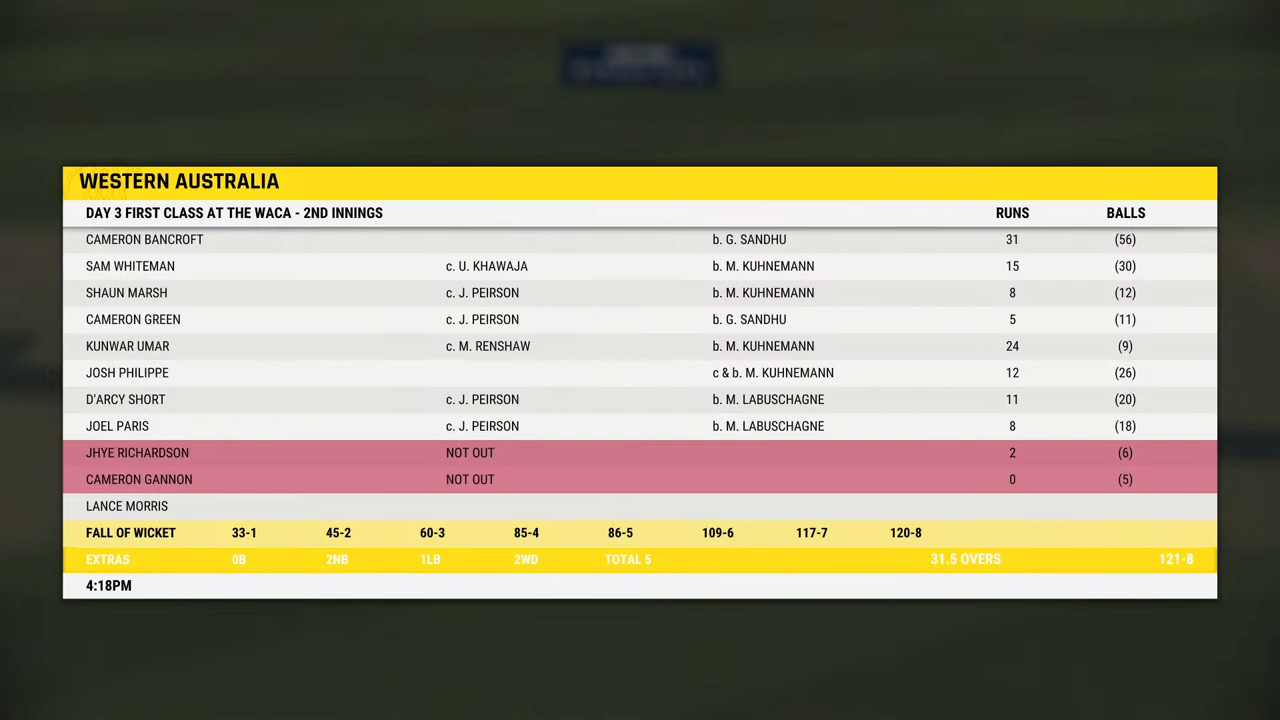 WESTERN AUSTRALIA
DAY 3 FIRST CLASS AT THE WACA - 2ND INNINGS RUNS BALLS
CAMERON BANCROFT b. G. SANDHU 31 (56)
SAM WHITEMAN c. U. KHAWAJA b. M. KUHNEMANN 15 (30)
SHAUN MARSH c. J. PEIRSON b. M. KUHNEMANN 8 (12)
CAMERON GREEN c. J. PEIRSON b. G. SANDHU 5 (11)
KUNWAR UMAR c. M. RENSHAW b. M. KUHNEMANN 24 (9)
JOSH PHILIPPE c & b. M. KUHNEMANN 12 (26)
D'ARCY SHORT c. J. PEIRSON b. M. LABUSCHAGNE 11 (20)
JOEL PARIS c. J. PEIRSON b. M. LABUSCHAGNE 8 (18)
JHYE RICHARDSON NOT OUT 2 (6)
CAMERON GANNON NOT OUT 0 (5)
LANCE MORRIS
FALL OF WICKET 33-1 45-2 60-3 85-4 86-5 109-6 117-7 120-8
EXTRAS 0B 2NB 1LB 2WD TOTAL 5 31.5 OVERS 121-8
4:18PM